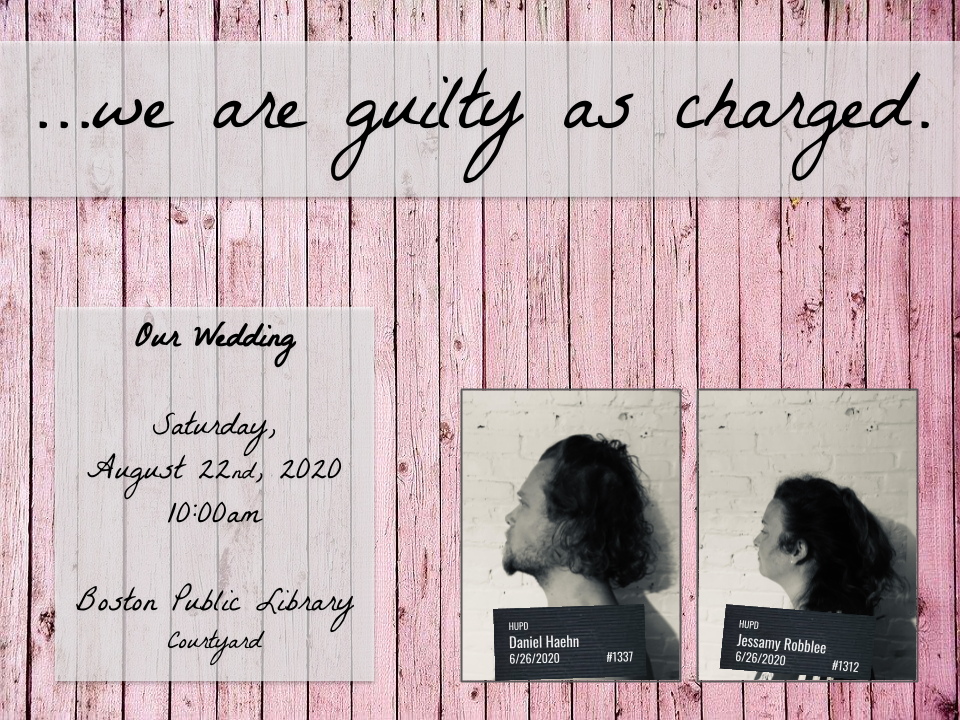 ...we are guilty as charged.
Our Wedding
Saturday,
August 22nd, 2020
10:00am
Boston Public Library
Courtyard
HUPD
Daniel Haehn
6/26/2020 #1337
HUPD
Jessamy Robblee
6/26/2020 #1312